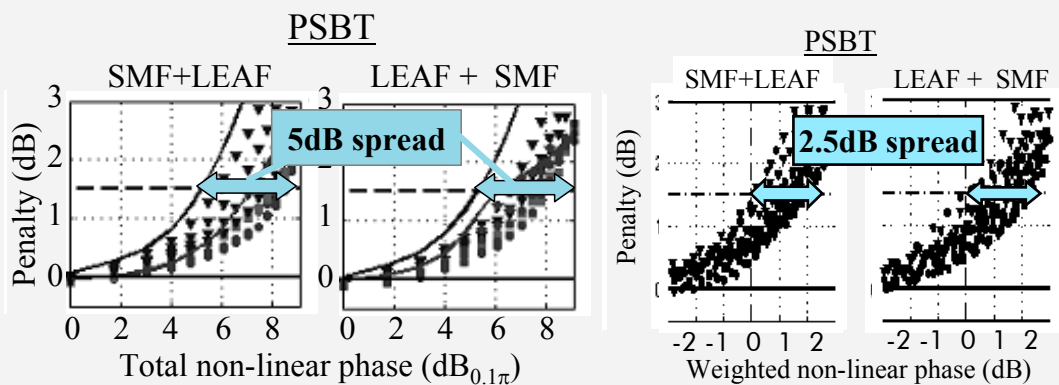 PSBT
SMF+LEAF LEAF + SMF
3 3
2 2
1 1
0 0
Penalty (dB)
5dB spread
0 2 4 6 8 0 2 4 6 8
Total non-linear phase (dB0.1π)
PSBT
SMF+LEAF LEAF + SMF
Penalty (dB)
2.5dB spread
-2 -1 0 1 2 -2 -1 0 1 2
Weighted non-linear phase (dB)